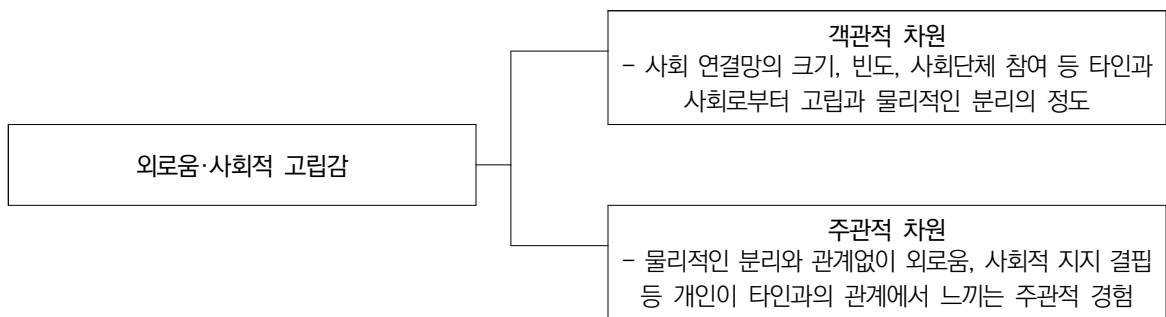 객관적 차원
- 사회 연결망의 크기, 빈도, 사회단체 참여 등 타인과
사회로부터 고립과 물리적인 분리의 정도
외로움·사회적 고립감
주관적 차원
- 물리적인 분리와 관계없이 외로움, 사회적 지지 결핍
등 개인이 타인과의 관계에서 느끼는 주관적 경험